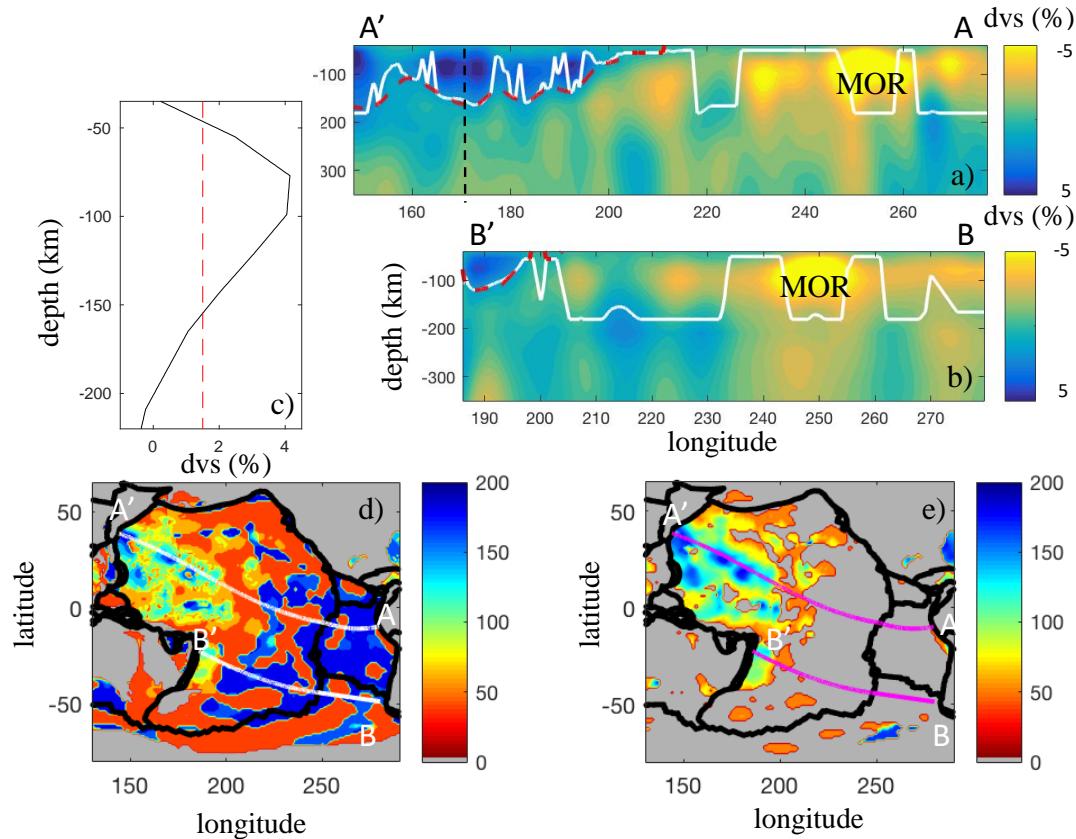 A’ A dvs (%)
-5
-100
200
300
MOR
a)
5
160 180 200 220 240 260
-50
-100
-150
-200
depth (km)
c)
0 2 4
dvs (%)
B’ B dvs (%)
-5
-100
-200
-300
depth (km)
MOR
b)
5
190 200 210 220 230 240 250 260 270
longitude
50
0
-50
latitude
A’
d)
B’
A
B
150 200 250
longitude
200
150
100
50
0
50
0
-50
latitude
A’
e)
B’
A
B
150 200 250
longitude
200
150
100
50
0